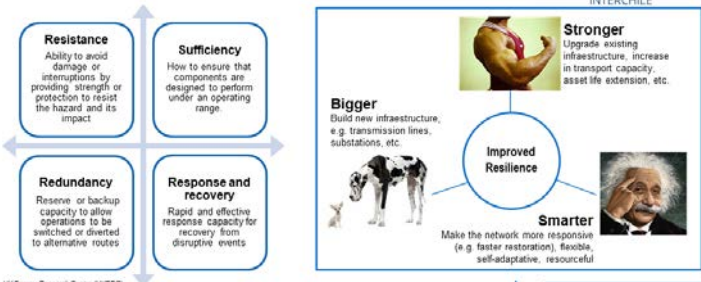 INTERCHILE
Resistance
Ability to avoid
damage or
interruptions by
providing strength or
protection to resist
the hazard and its
impact
Sufficiency
How to ensure that
components are
designed to perform
under an operating
range.
Redundancy
Reserve or backup
capacity to allow
operations to be
switched or diverted
to alternative routes
Response and
recovery
Rapid and effective
response capacity for
recovery from
disruptive events
Stronger
Upgrade existing
infraestructure, increase
in transport capacity,
asset life extension, etc.
Bigger
Build new infraestructure,
e.g. transmission lines,
substations, etc.
Improved
Resilience
Smarter
Make the network more responsive
(e.g. faster restoration), flexible,
self-adaptative, resourceful